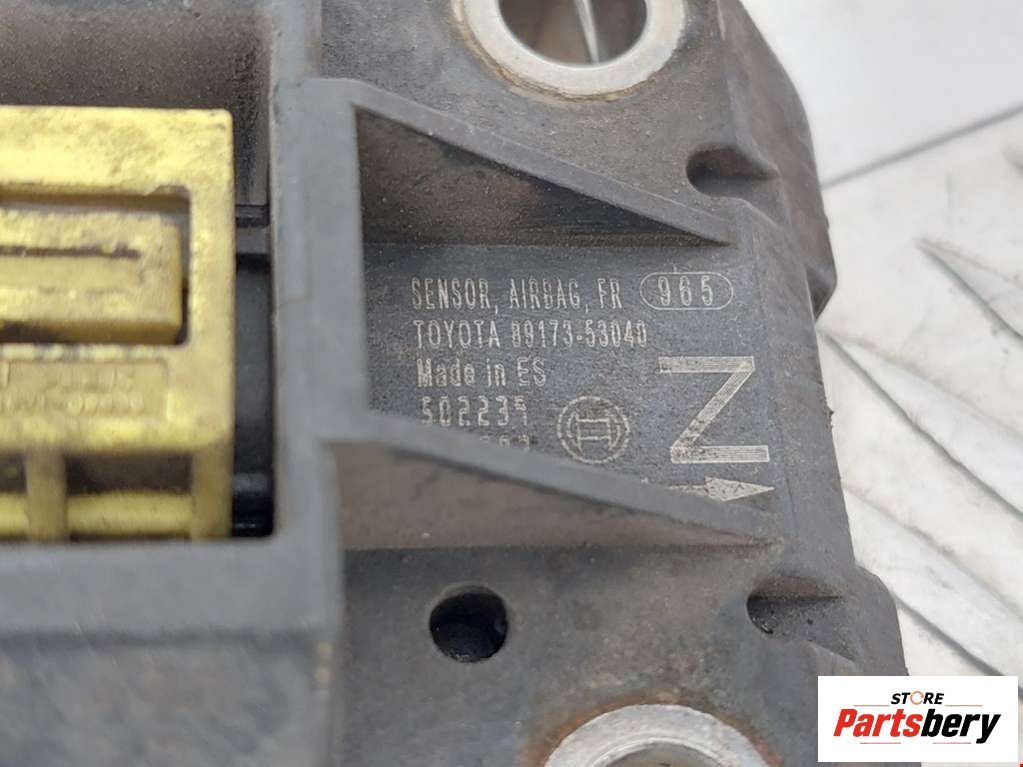 SENSOR, AIRBAG, FR 965
TOYOTA 89173-53040
Made in ES
502235
N
STORE
Partsbery